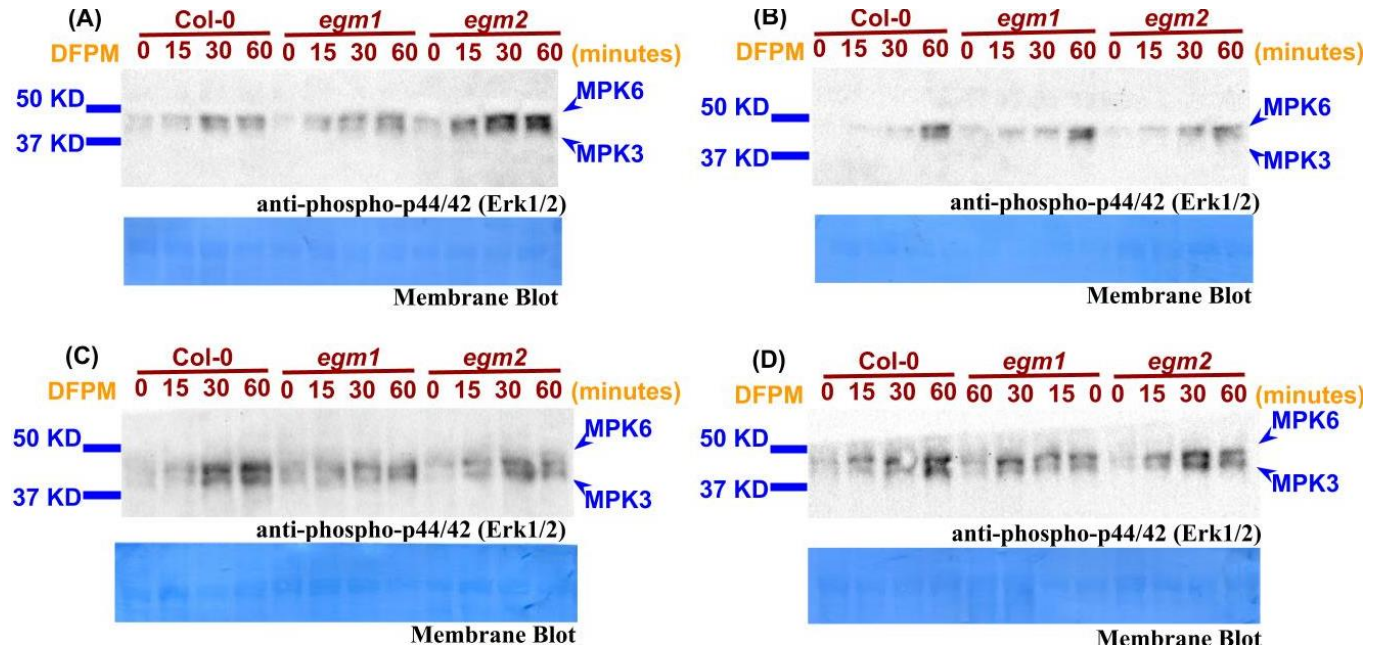 (A) Col-0 egm1 egm2
DFPM 0 15 30 60 0 15 30 60 0 15 30 60 (minutes)
50 KD
37 KD
MPK6
MPK3
anti-phospho-p44/42 (Erk1/2)
Membrane Blot
(B) Col-0 egm1 egm2
DFPM 0 15 30 60 0 15 30 60 0 15 30 60 (minutes)
50 KD
37 KD
MPK6
MPK3
anti-phospho-p44/42 (Erk1/2)
Membrane Blot
(C) Col-0 egm1 egm2
DFPM 0 15 30 60 0 15 30 60 0 15 30 60 (minutes)
50 KD
37 KD
MPK6
MPK3
anti-phospho-p44/42 (Erk1/2)
Membrane Blot
(D) Col-0 egm1 egm2
DFPM 0 15 30 60 60 30 15 0 0 15 30 60 (minutes)
50 KD
37 KD
MPK6
MPK3
anti-phospho-p44/42 (Erk1/2)
Membrane Blot